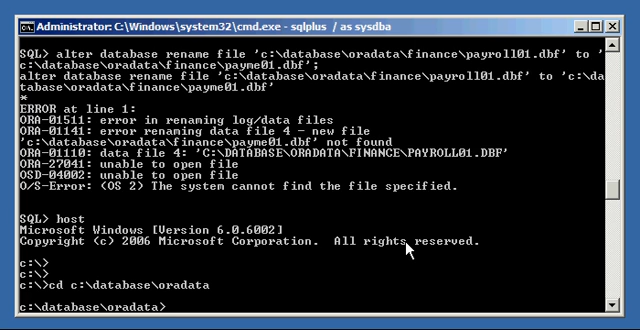 Administrator: C:\Windows\system32\cmd.exe - sqlplus / as sysdba
SQL> alter database rename file 'c:\database\oradata\finance\payroll01.dbf' to '
c:\database\oradata\finance\payme01.dbf';
alter database rename file 'c:\database\oradata\finance\payroll01.dbf' to 'c:\da
tabase\oradata\finance\payme01.dbf'
*
ERROR at line 1:
ORA-01511: error in renaming log/data files
ORA-01141: error renaming data file 4 - new file
'c:\database\oradata\finance\payme01.dbf' not found
ORA-01110: data file 4: 'C:\DATABASE\ORADATA\FINANCE\PAYROLL01.DBF'
ORA-27041: unable to open file
OSD-04002: unable to open file
O/S-Error: (OS 2) The system cannot find the file specified.
SQL> host
Microsoft Windows [Version 6.0.6002]
Copyright (c) 2006 Microsoft Corporation.  All rights reserved.
c:\>
c:\>
c:\>cd c:\database\oradata
c:\database\oradata>